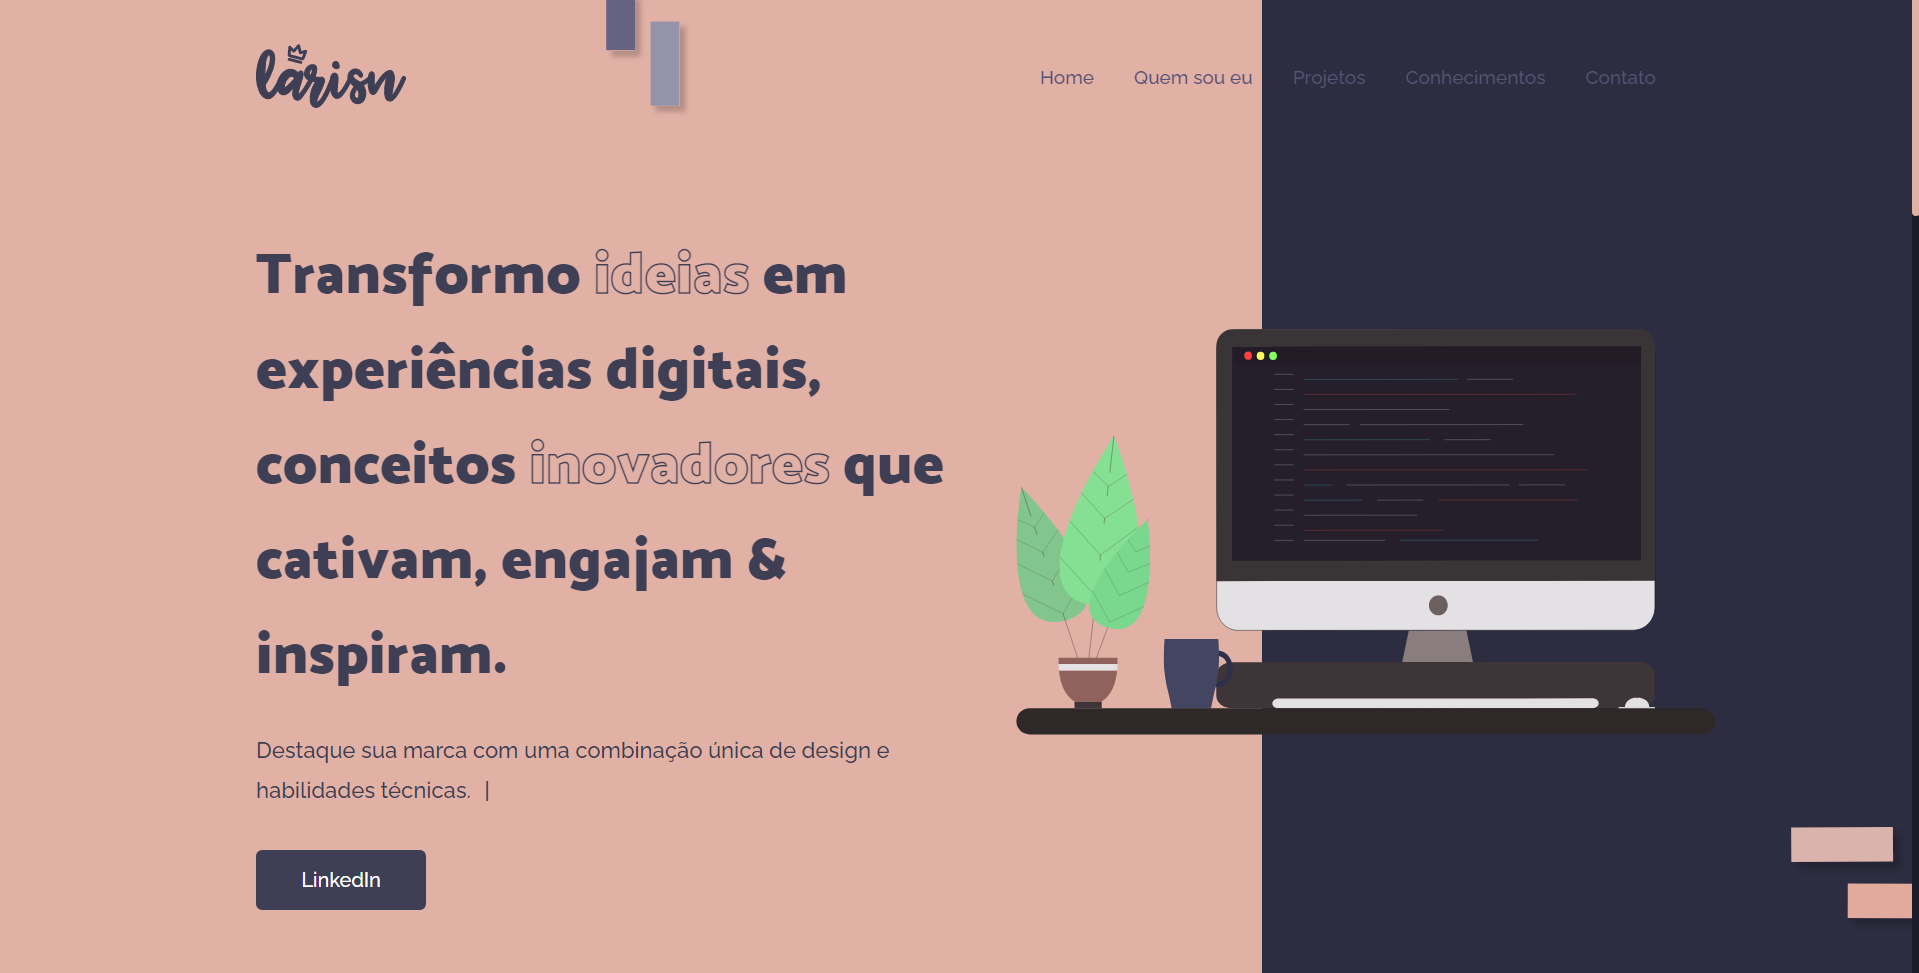 larisn
Home Quem sou eu Projetos Conhecimentos Contato
Transformo ideias em
experiências digitais,
conceitos inovadores que
cativam, engajam &
inspiram.
Destaque sua marca com uma combinação única de design e
habilidades técnicas. |
LinkedIn